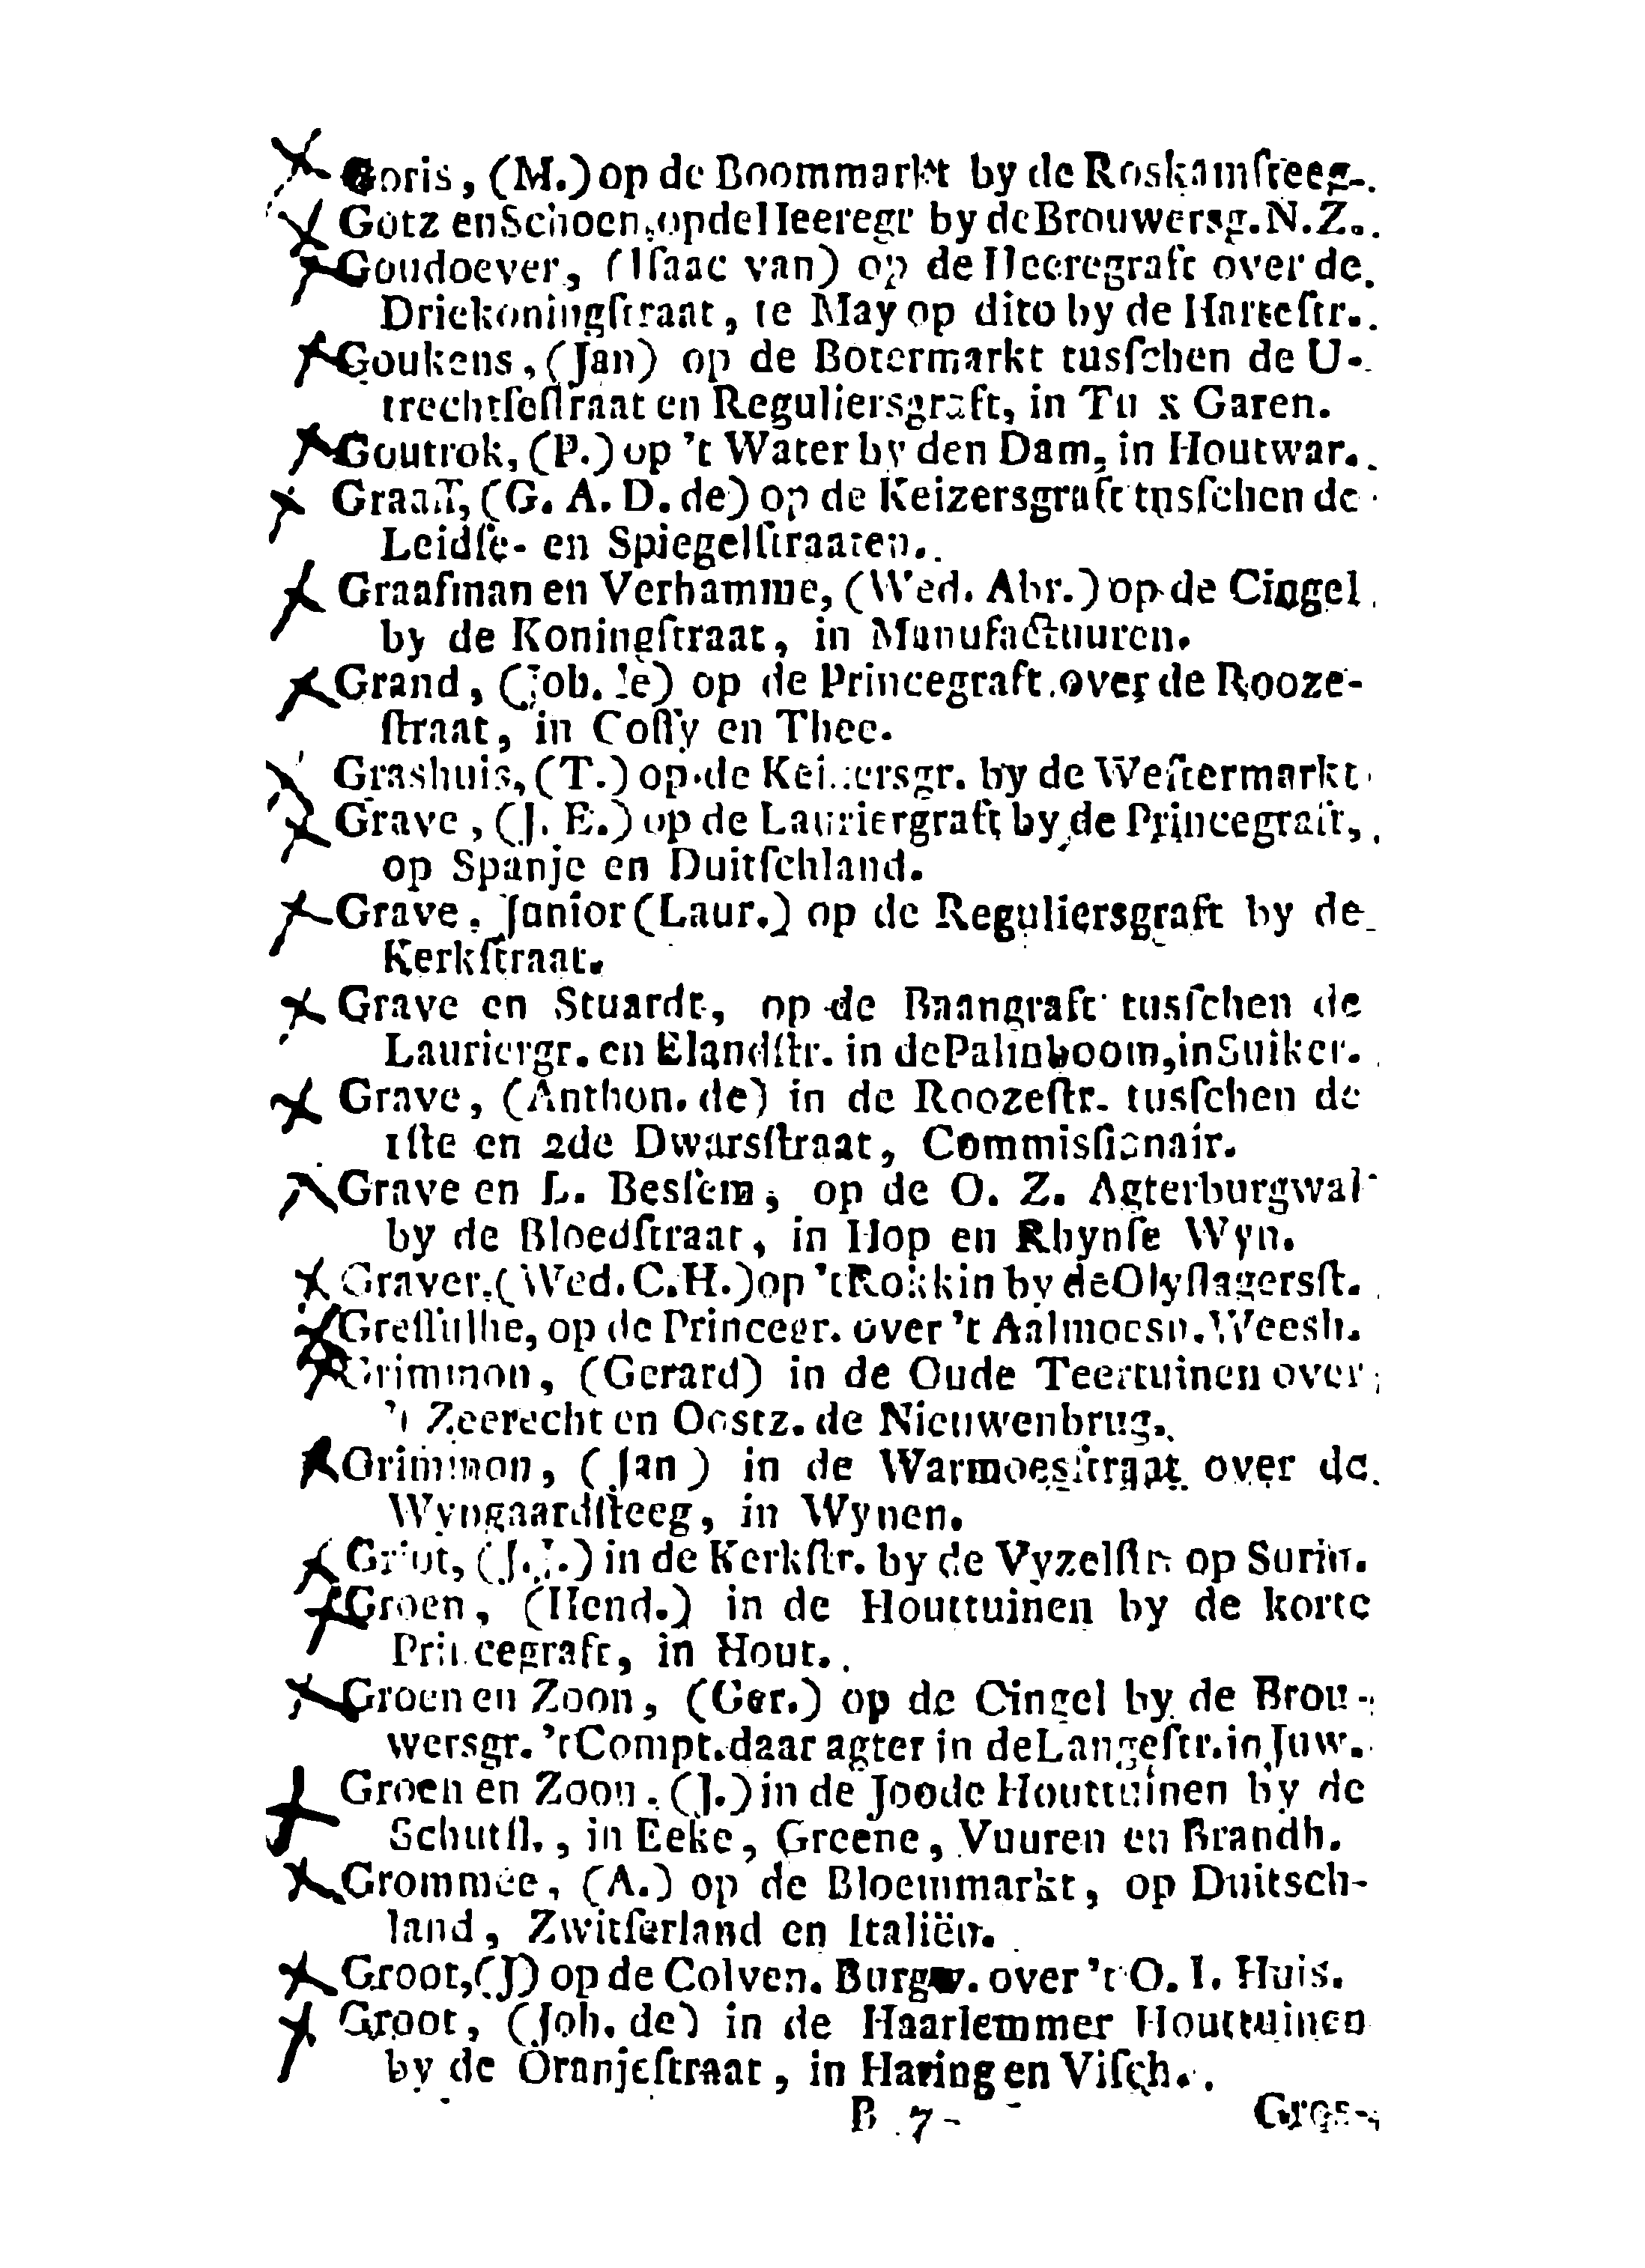 Goris, (M.) op de Boommarkt by de Roskamſteeg.
Gotz en Schoen, op de Heeregr by de Brouwersg. N. Z.
Goudoever, (Iſaac van) op de Heeregraft over de
Driekoningſtraat, te May op dito by de Harteſtr.
Goukens, (Jan) op de Botermarkt tusſchen de U-
trechtſeſtraat en Reguliersgraft, in Garen.
Goutrok, (P.) op 't Water by den Dam, in Houtwar.
Graaff, (G. A. D. de) op de Keizersgraft tusſchen de
Leidſe- en Spiegelſtraaten.
Graafman en Verhamme, (Wed. Abr.) op de Cingel
by de Koningſtraat, in Manufactuuren.
Grand, (Job. le) op de Princegraft over de Rooze-
ſtraat, in Coffy en Thee.
Grashuis, (T.) op de Keizersgr. by de Weſtermarkt
Grave, (J. E.) op de Lauriergraft by de Princegraft,
op Spanje en Duitſchland.
Grave, Junior (Laur.) op de Reguliersgraft by de
Kerkſtraat.
Grave en Stuardt, op de Baangraft tusſchen de
Lauriergr. en Elandſtr. in de Palmboom, in Suiker.
Grave, (Anthon. de) in de Roozeſtr. tusſchen de
1ſte en 2de Dwarsſtraat, Commisſionair.
Grave en L. Besſem, op de O. Z. Agterburgwal
by de Bloedſtraat, in Hop en Rhynſe Wyn.
Graver, (Wed. C. H.) op 't Rokkin by de Olyſlagersſt.
Greſſulhe, op de Princegr. over 't Aalmoesn. Weesh.
Grimmon, (Gerard) in de Oude Teertuinen over
't Zeerecht en Oostz. de Nieuwenbrug.
Grimmon, (Jan) in de Warmoesſtraat over de
Wyngaardſteeg, in Wynen.
in de Kerkſtr. by de Vyzelſtr. op Surin.
Groen, (Hend.) in de Houttuinen by de korte
Princegraft, in Hout.
Groen en Zoon, (Ger.) op de Cingel by de Brou-
wersgr. 't Compt. daar agter in de Langeſtr. in Juw.
Groen en Zoon, (J.) in de Joode Houttuinen by de
Schutſl., in Eeke, Greene, Vuuren en Brandh.
Grommée, (A.) op de Bloemmarkt, op Duitsch-
land, Zwitſerland en Italiën.
Groot, (J) op de Colven. Burgw. over 't O. I. Huis.
Groot, (Joh. de) in de Haarlemmer Houttuinen
by de Oranjeſtraat, in Haring en Viſch.
B 7